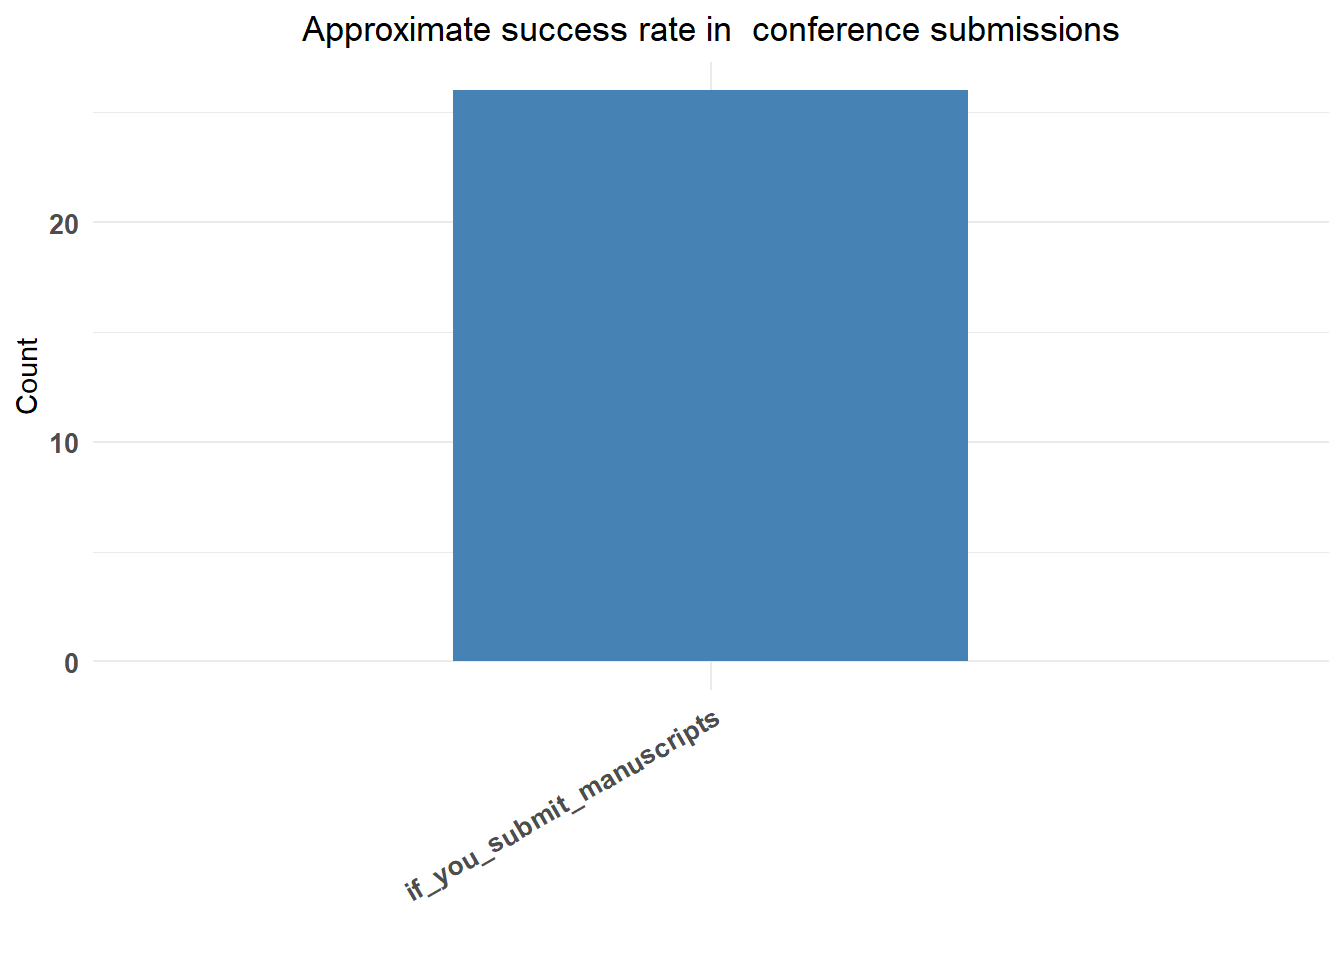 Approximate success rate in  conference submissions
Count
20
10
0
if_you_submit_manuscripts